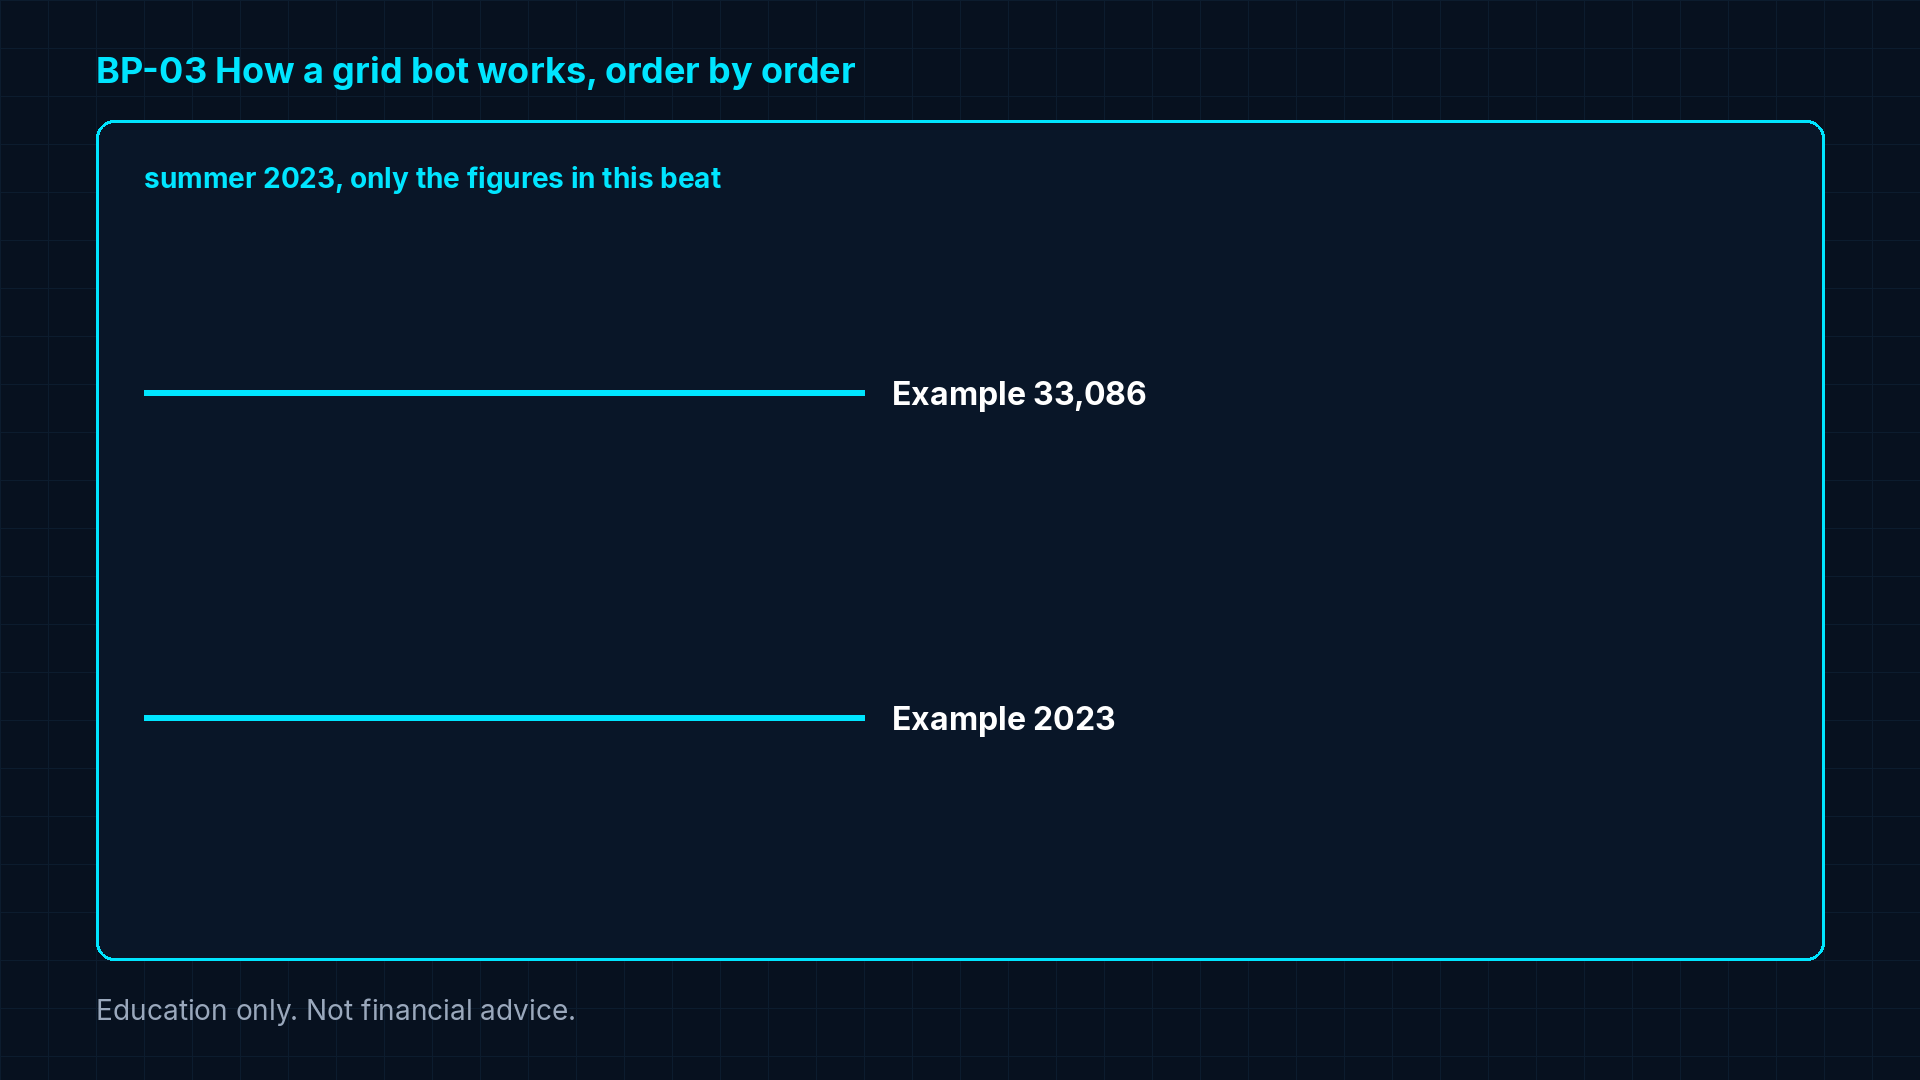 BP-03 How a grid bot works, order by order
summer 2023, only the figures in this beat
Example 33,086
Example 2023
Education only. Not financial advice.